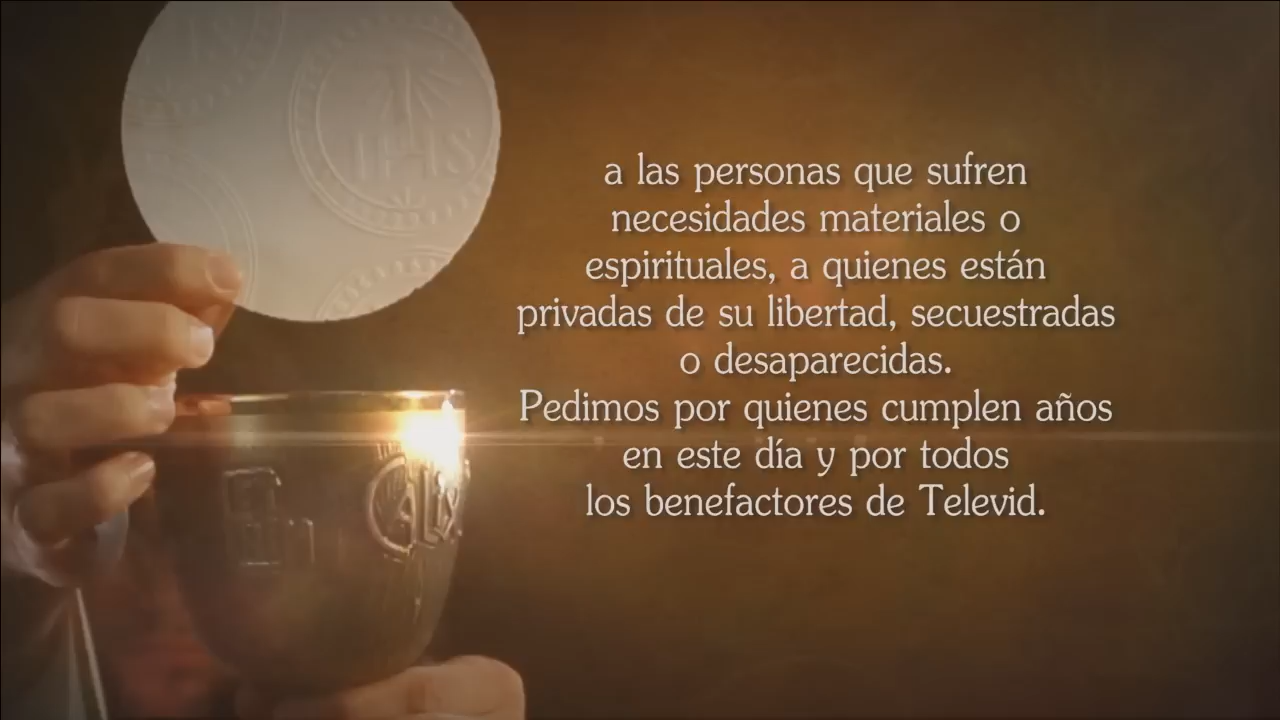 IHS
a las personas que sufren
necesidades materiales o
espirituales, a quienes están
privadas de su libertad, secuestradas
o desaparecidas.
Pedimos por quienes cumplen años
en este día y por todos
los benefactores de Televid.